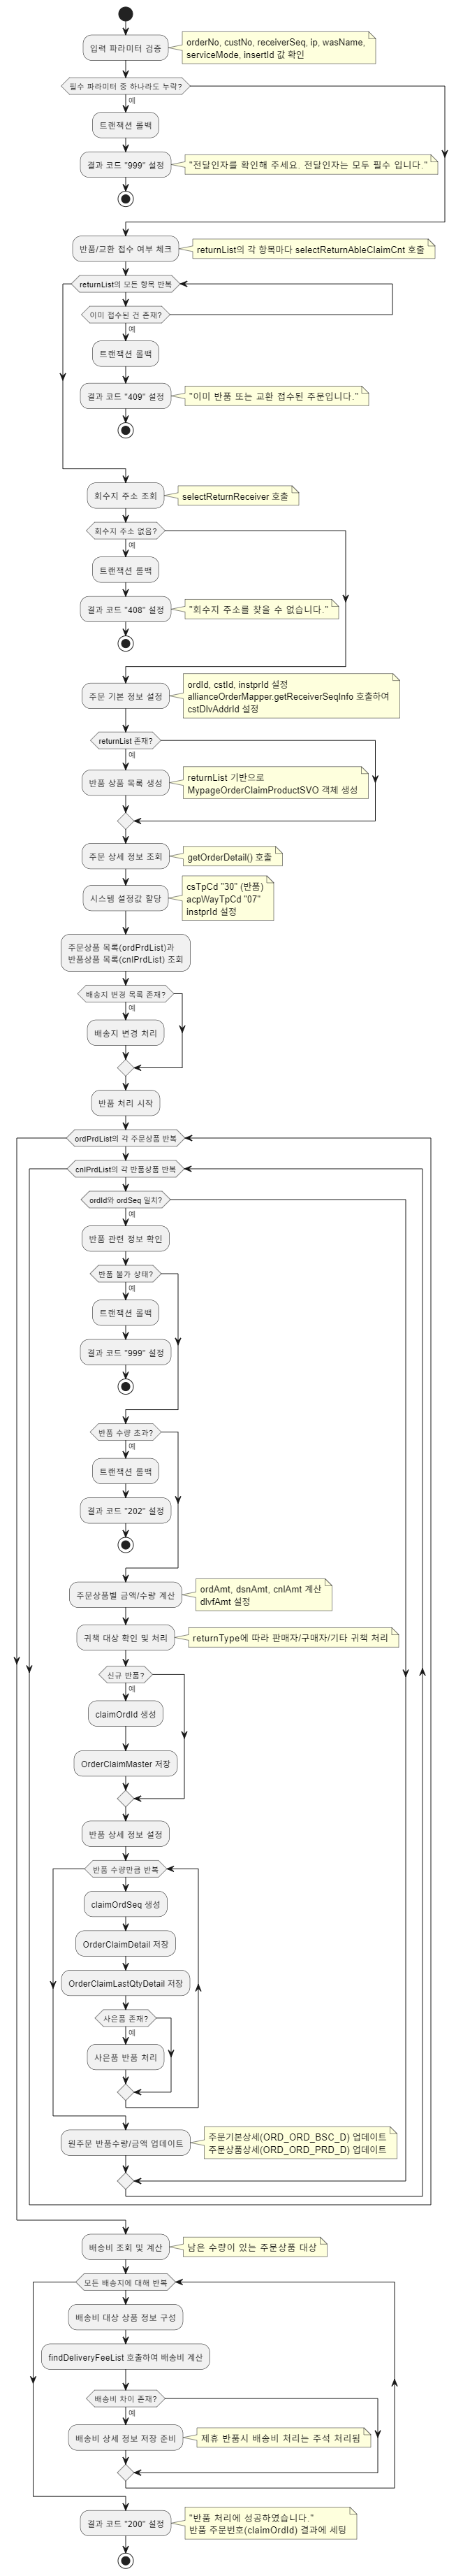 입력 파라미터 검증
orderNo, custNo, receiverSeq, ip, wasName,
serviceMode, insertId 값 확인
필수 파라미터 중 하나라도 누락?
예
트랜잭션 롤백
결과 코드 "999" 설정
"전달인자를 확인해 주세요. 전달인자는 모두 필수 입니다."
반품/교환 접수 여부 체크
returnList의 각 항목마다 selectReturnAbleClaimCnt 호출
returnList의 모든 항목 반복
이미 접수된 건 존재?
예
트랜잭션 롤백
결과 코드 "409" 설정
"이미 반품 또는 교환 접수된 주문입니다."
회수지 주소 조회
selectReturnReceiver 호출
회수지 주소 없음?
예
트랜잭션 롤백
결과 코드 "408" 설정
"회수지 주소를 찾을 수 없습니다."
주문 기본 정보 설정
ordId, cstId, instprId 설정
allianceOrderMapper.getReceiverSeqInfo 호출하여
cstDlvAddrId 설정
returnList 존재?
예
반품 상품 목록 생성
returnList 기반으로
MypageOrderClaimProductSVO 객체 생성
주문 상세 정보 조회
getOrderDetail() 호출
시스템 설정값 할당
csTpCd "30" (반품)
acpWayTpCd "07"
instprId 설정
주문상품 목록(ordPrdList)과
반품상품 목록(cnlPrdList) 조회
배송지 변경 목록 존재?
예
배송지 변경 처리
반품 처리 시작
ordPrdList의 각 주문상품 반복
cnlPrdList의 각 반품상품 반복
ordId와 ordSeq 일치?
예
반품 관련 정보 확인
반품 불가 상태?
예
트랜잭션 롤백
결과 코드 "999" 설정
반품 수량 초과?
예
트랜잭션 롤백
결과 코드 "202" 설정
주문상품별 금액/수량 계산
ordAmt, dsnAmt, cnlAmt 계산
dlvfAmt 설정
귀책 대상 확인 및 처리
returnType에 따라 판매자/구매자/기타 귀책 처리
신규 반품?
예
claimOrdId 생성
OrderClaimMaster 저장
반품 상세 정보 설정
반품 수량만큼 반복
claimOrdSeq 생성
OrderClaimDetail 저장
OrderClaimLastQtyDetail 저장
사은품 존재?
예
사은품 반품 처리
원주문 반품수량/금액 업데이트
주문기본상세(ORD_ORD_BSC_D) 업데이트
주문상품상세(ORD_ORD_PRD_D) 업데이트
배송비 조회 및 계산
남은 수량이 있는 주문상품 대상
모든 배송지에 대해 반복
배송비 대상 상품 정보 구성
findDeliveryFeeList 호출하여 배송비 계산
배송비 차이 존재?
예
배송비 상세 정보 저장 준비
제휴 반품시 배송비 처리는 주석 처리됨
결과 코드 "200" 설정
"반품 처리에 성공하였습니다."
반품 주문번호(claimOrdId) 결과에 세팅